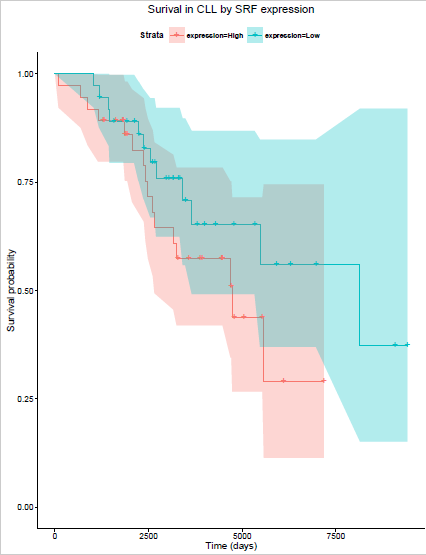 Surival in CLL by SRF expression
Strata expression=High expression=Low
1.00
0.75
0.50
0.25
0.00
Survival probability
0 2500 5000 7500
Time (days)